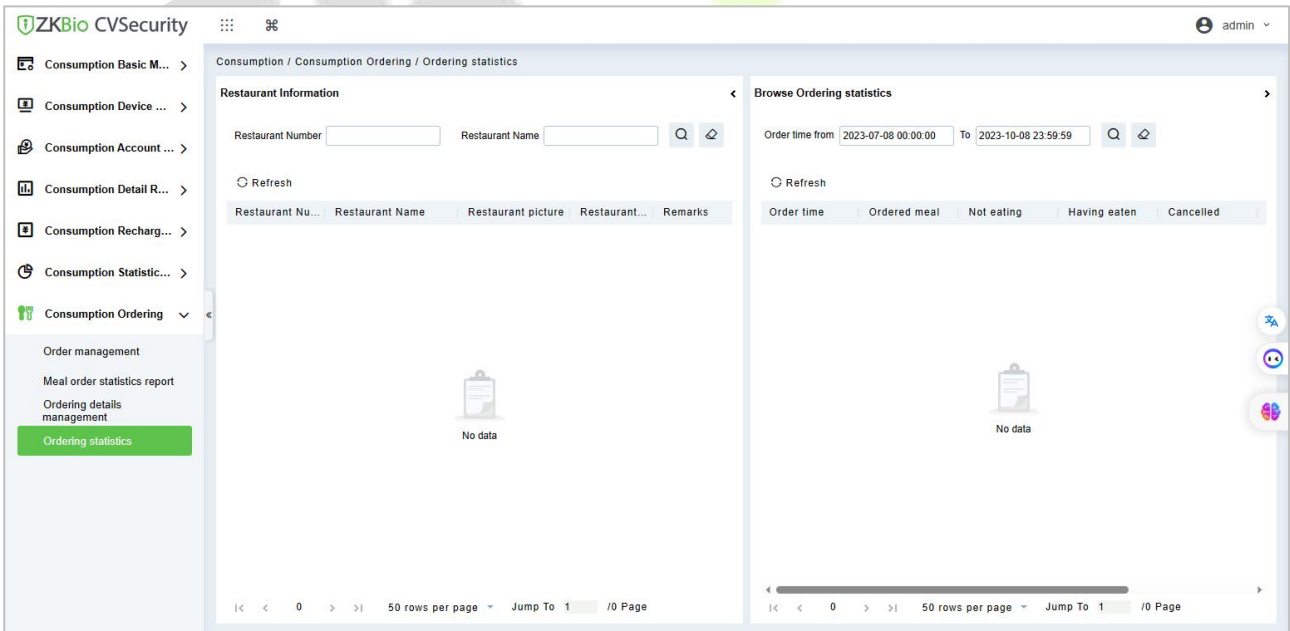 ZKBio CVSecurity
admin
Consumption Basic M...
Consumption Device ...
Consumption Account ...
Consumption Detail R...
Consumption Recharg...
Consumption Statistic...
Consumption Ordering
Order management
Meal order statistics report
Ordering details
management
Ordering statistics
Consumption / Consumption Ordering / Ordering statistics
Restaurant Information
Restaurant Number
Restaurant Name
Refresh
Restaurant Nu... Restaurant Name Restaurant picture Restaurant... Remarks
No data
0 50 rows per page Jump To 1 /0 Page
Browse Ordering statistics
Order time from 2023-07-08 00:00:00 To 2023-10-08 23:59:59
Refresh
Order time Ordered meal Not eating Having eaten Cancelled
No data
0 50 rows per page Jump To 1 /0 Page